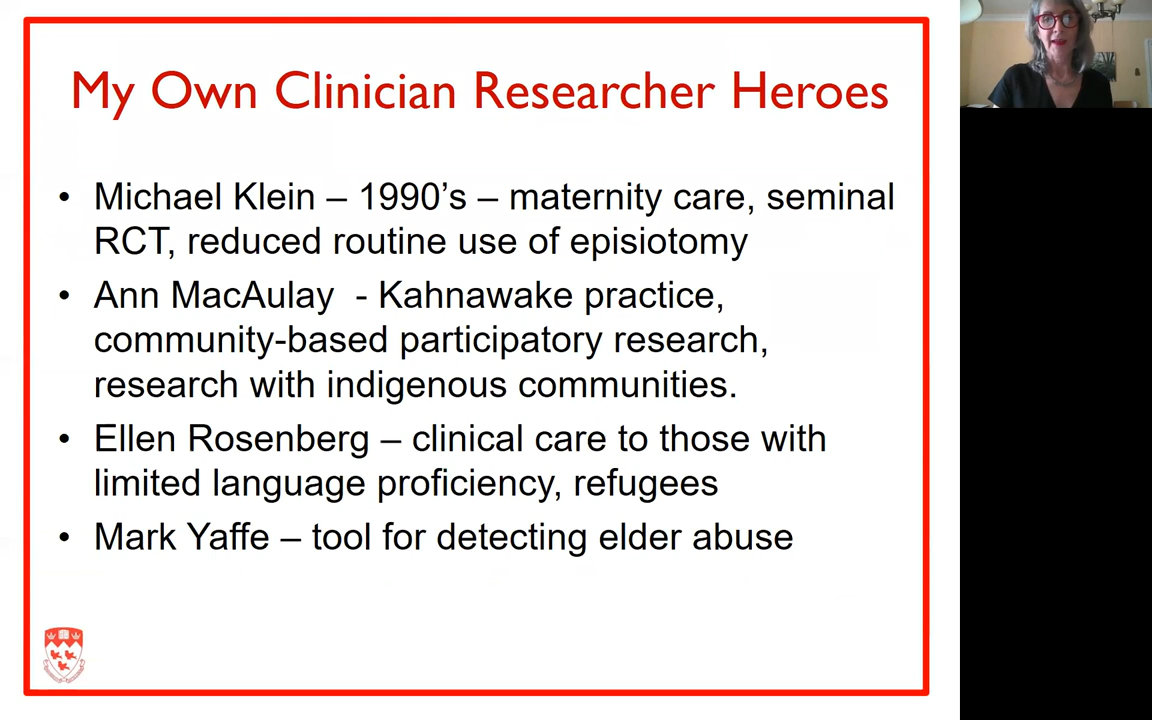 My Own Clinician Researcher Heroes
• Michael Klein – 1990’s – maternity care, seminal
RCT, reduced routine use of episiotomy
• Ann MacAulay  - Kahnawake practice,
community-based participatory research,
research with indigenous communities.
• Ellen Rosenberg – clinical care to those with
limited language proficiency, refugees
• Mark Yaffe – tool for detecting elder abuse